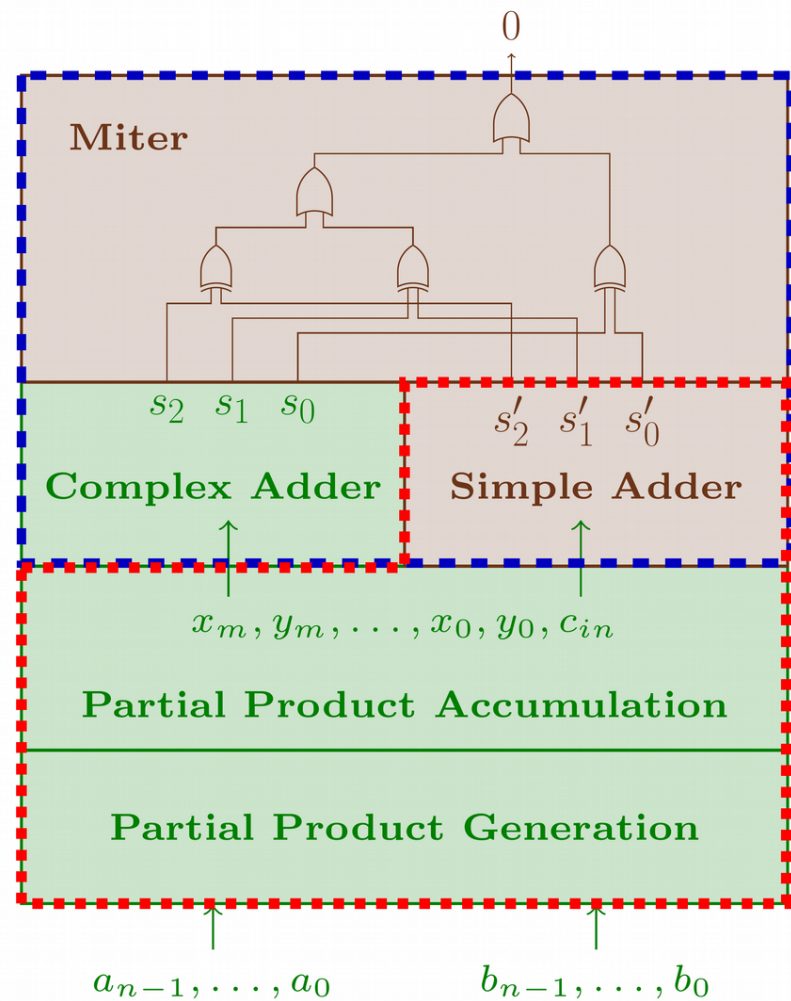 0
Miter
s₂ s₁ s₀ s′₂ s′₁ s′₀
Complex Adder Simple Adder
xₘ, yₘ, . . . , x₀, y₀, cᵢₙ
Partial Product Accumulation
Partial Product Generation
aₙ₋₁, . . . , a₀ bₙ₋₁, . . . , b₀